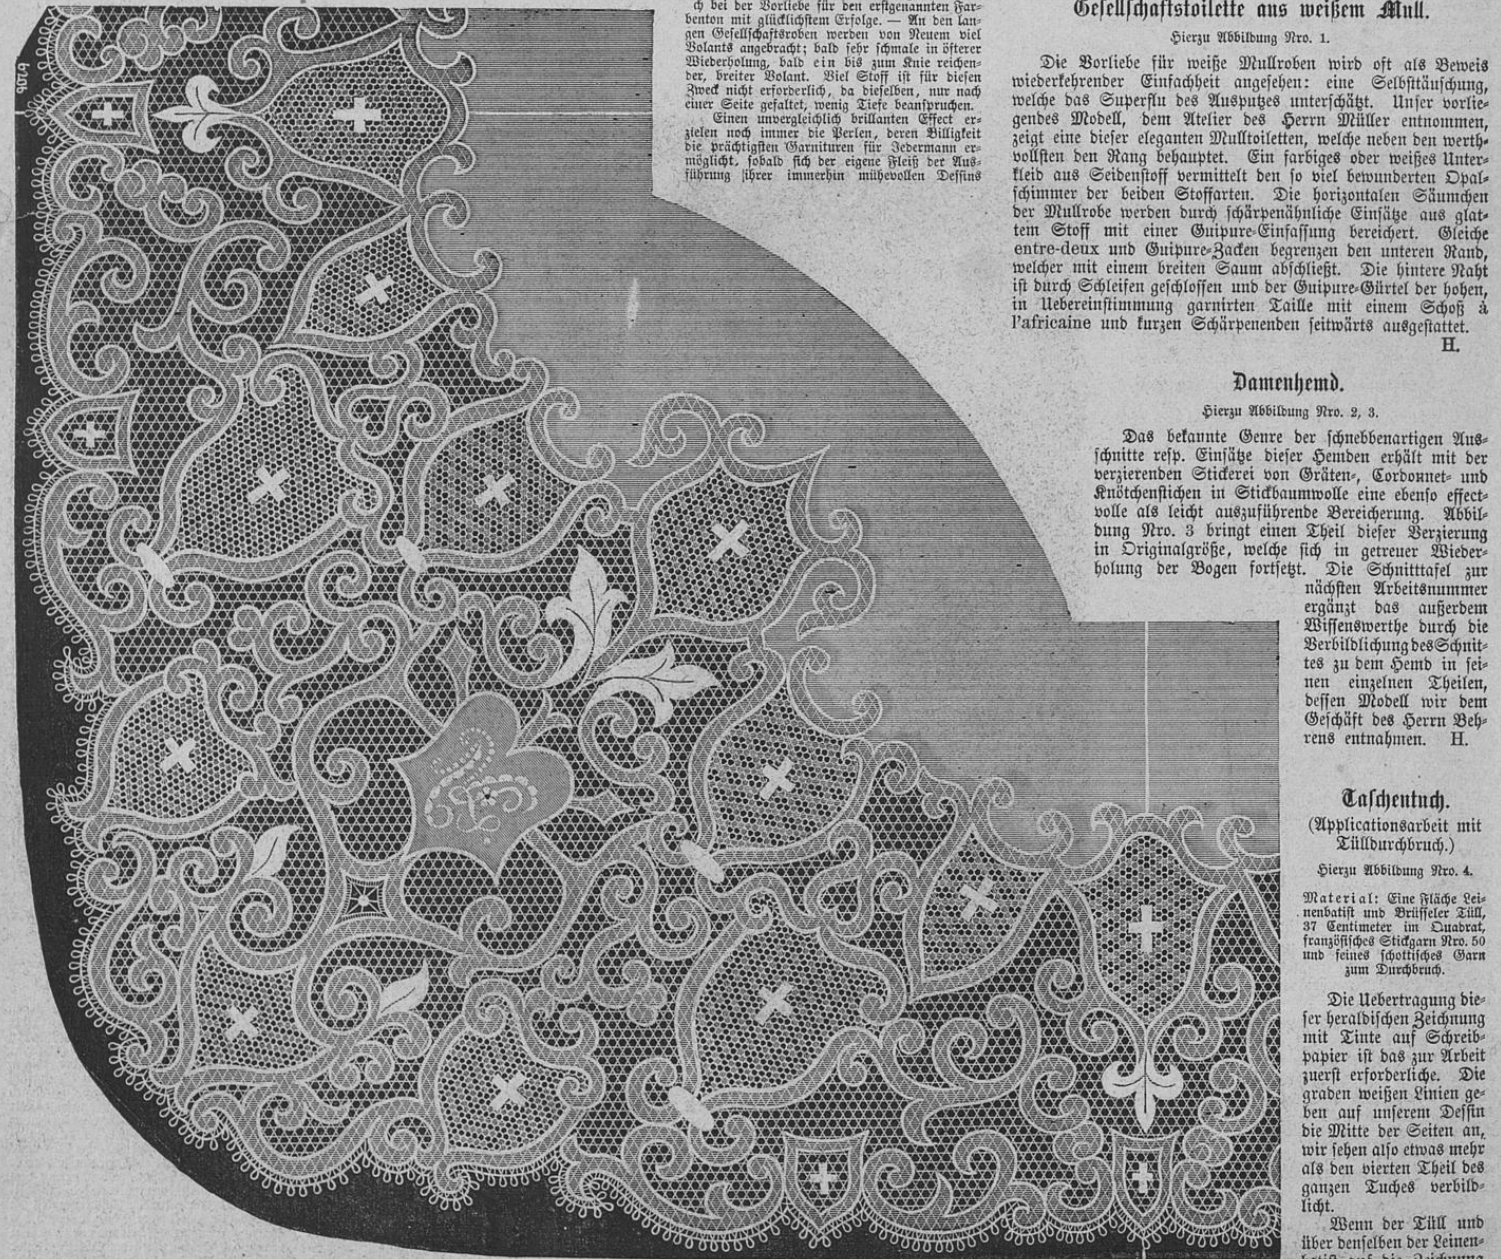 ch bei der Vorliebe für den erstgenannten Far-
benton mit glücklichstem Erfolge. — An den lan-
gen Gesellschaftsroben werden von Neuem viel
Volants angebracht; bald sehr schmale in öfterer
Wiederholung, bald ein bis zum Knie reichen-
der, breiter Volant. Viel Stoff ist für diesen
Zweck nicht erforderlich, da dieselben, nur nach
einer Seite gefaltet, wenig Tiefe beanspruchen.
Einen unvergleichlich brillanten Effect er-
zielen noch immer die Perlen, deren Billigkeit
die prächtigsten Garnituren für Jedermann er-
möglicht, sobald sich der eigene Fleiß der Aus-
führung ihrer immerhin mühevollen Dessins
Gesellschaftstoilette aus weißem Mull.
Hierzu Abbildung Nro. 1.
Die Vorliebe für weiße Mullroben wird oft als Beweis
wiederkehrender Einfachheit angesehen: eine Selbsttäuschung,
welche das Superflu des Ausputzes unterschätzt. Unser vorlie-
gendes Modell, dem Atelier des Herrn Müller entnommen,
zeigt eine dieser eleganten Mulltoiletten, welche neben den werth-
vollsten den Rang behauptet. Ein farbiges oder weißes Unter-
kleid aus Seidenstoff vermittelt den so viel bewunderten Opal-
schimmer der beiden Stoffarten. Die horizontalen Säumchen
der Mullrobe werden durch schärpenähnliche Einsätze aus glat-
tem Stoff mit einer Guipure-Einfassung bereichert. Gleiche
entre-deux und Guipure-Zacken begrenzen den unteren Rand,
welcher mit einem breiten Saum abschließt. Die hintere Naht
ist durch Schleifen geschlossen und der Guipure-Gürtel der hohen,
in Uebereinstimmung garnirten Taille mit einem Schoß à
l'africaine und kurzen Schärpenenden seitwärts ausgestattet.
H.
Damenhemd.
Hierzu Abbildung Nro. 2, 3.
Das bekannte Genre der schnebbenartigen Aus-
schnitte resp. Einsätze dieser Hemden erhält mit der
verzierenden Stickerei von Gräten-, Cordonnet- und
Knötchenstichen in Stickbaumwolle eine ebenso effect-
volle als leicht auszuführende Bereicherung. Abbil-
dung Nro. 3 bringt einen Theil dieser Verzierung
in Originalgröße, welche sich in getreuer Wieder-
holung der Bogen fortsetzt. Die Schnitttafel zur
nächsten Arbeitsnummer
ergänzt das außerdem
Wissenswerthe durch die
Verbildlichung des Schnit-
tes zu dem Hemd in sei-
nen einzelnen Theilen,
dessen Modell wir dem
Geschäft des Herrn Beh-
rens entnahmen. H.
Taschentuch.
(Applicationsarbeit mit
Tülldurchbruch.)
Hierzu Abbildung Nro. 4.
Material: Eine Fläche Lei-
nenbatist und Brüsseler Tüll,
37 Centimeter im Quadrat,
französisches Stickgarn Nro. 50
und feines schottisches Garn
zum Durchbruch.
Die Uebertragung die-
ser heraldischen Zeichnung
mit Tinte auf Schreib-
papier ist das zur Arbeit
zuerst erforderliche. Die
graden weißen Linien ge-
ben auf unserem Dessin
die Mitte der Seiten an,
wir sehen also etwas mehr
als den vierten Theil des
ganzen Tuches verbild-
licht.
Wenn der Tüll und
über denselben der Leinen-